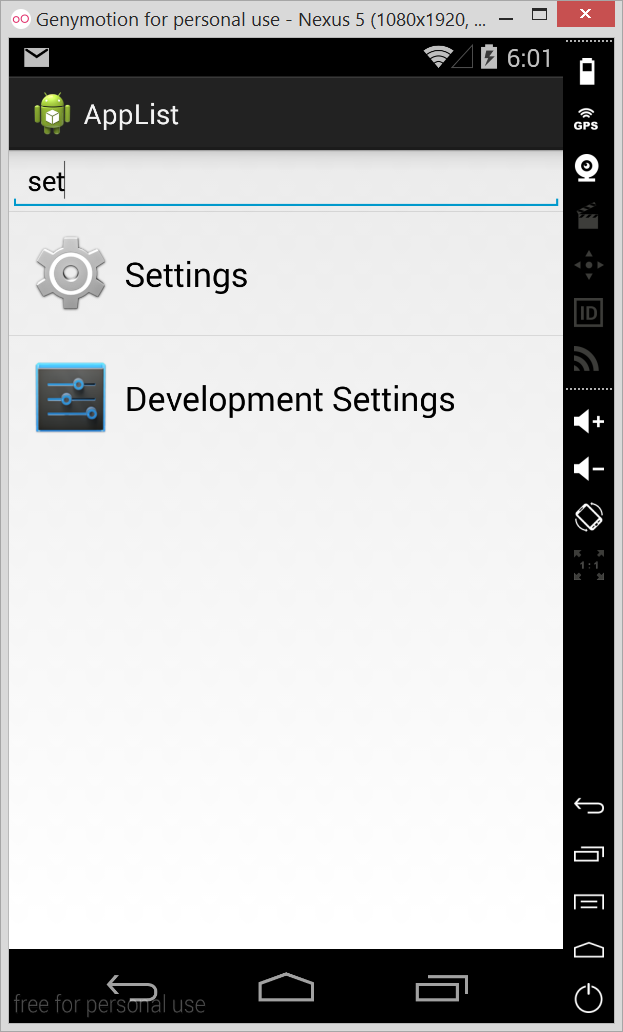 Genymotion for personal use - Nexus 5 (1080x1920, ...
6:01
GPS
AppList
set
ID
Settings
Development Settings
1:1
free for personal use